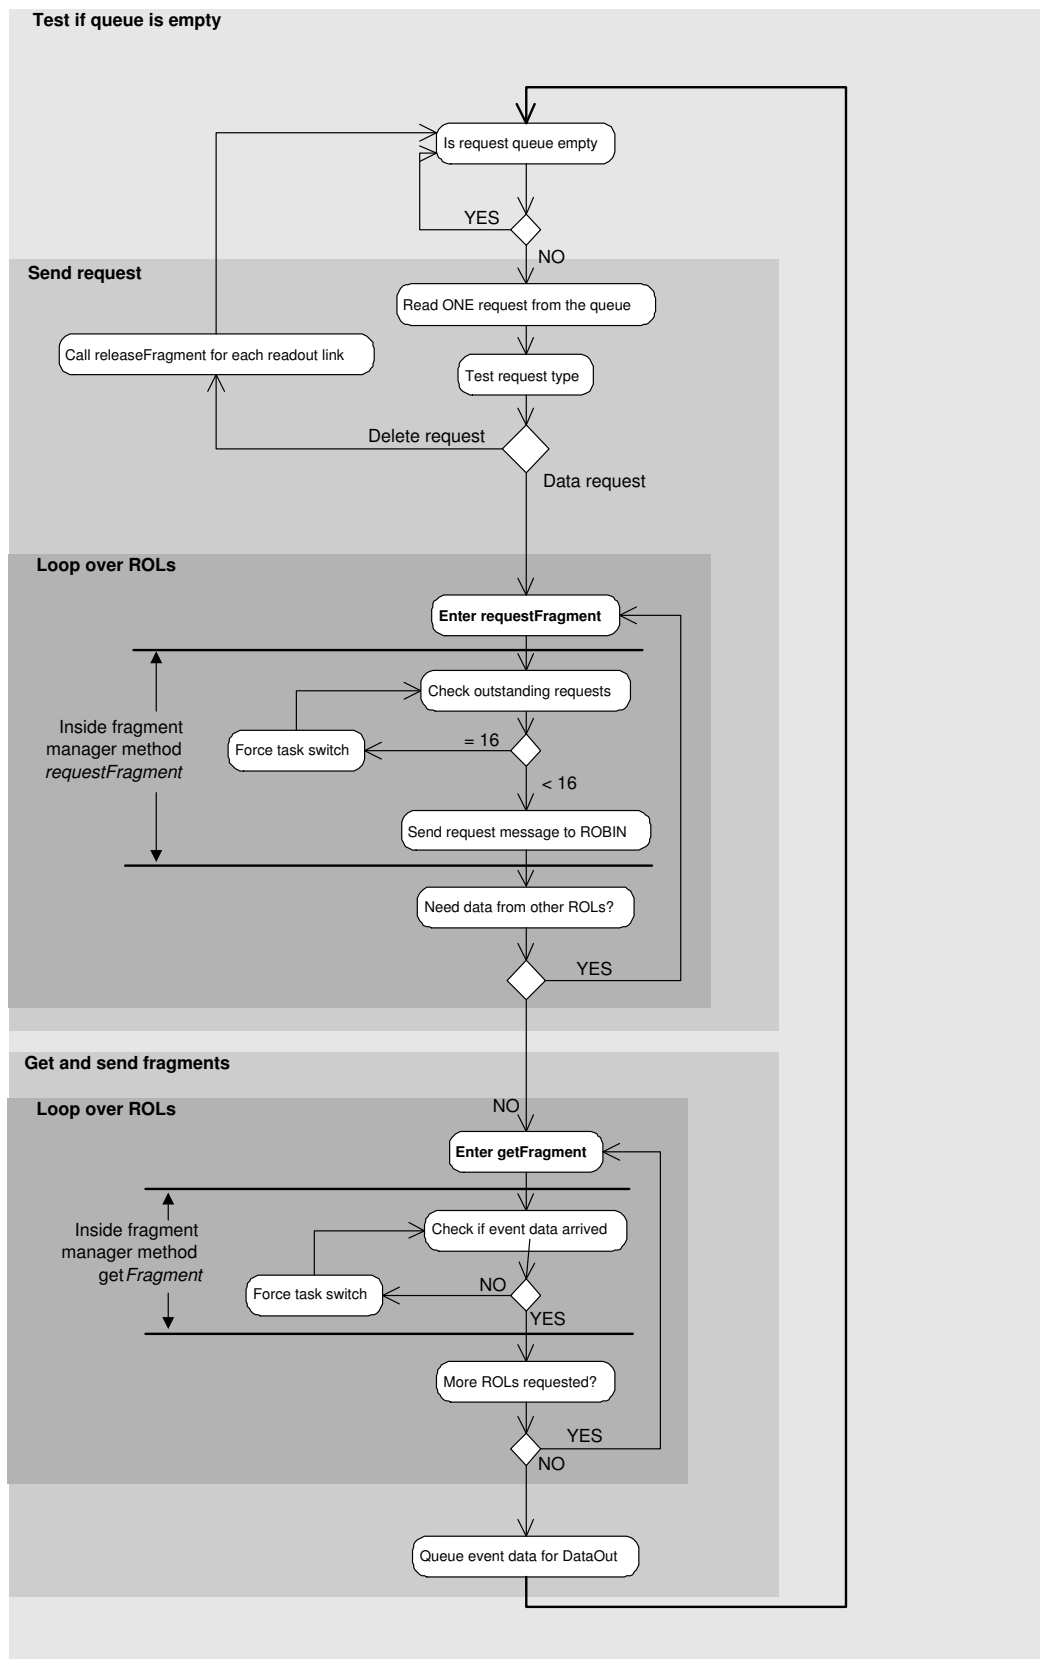 Test if queue is empty
Is request queue empty
YES
NO
Send request
Read ONE request from the queue
Call releaseFragment for each readout link
Test request type
Delete request
Data request
Loop over ROLs
Enter requestFragment
Check outstanding requests
Inside fragment
manager method
requestFragment
Force task switch
= 16
< 16
Send request message to ROBIN
Need data from other ROLs?
YES
Get and send fragments
NO
Loop over ROLs
Enter getFragment
Check if event data arrived
Inside fragment
manager method
getFragment
Force task switch
NO
YES
More ROLs requested?
YES
NO
Queue event data for DataOut